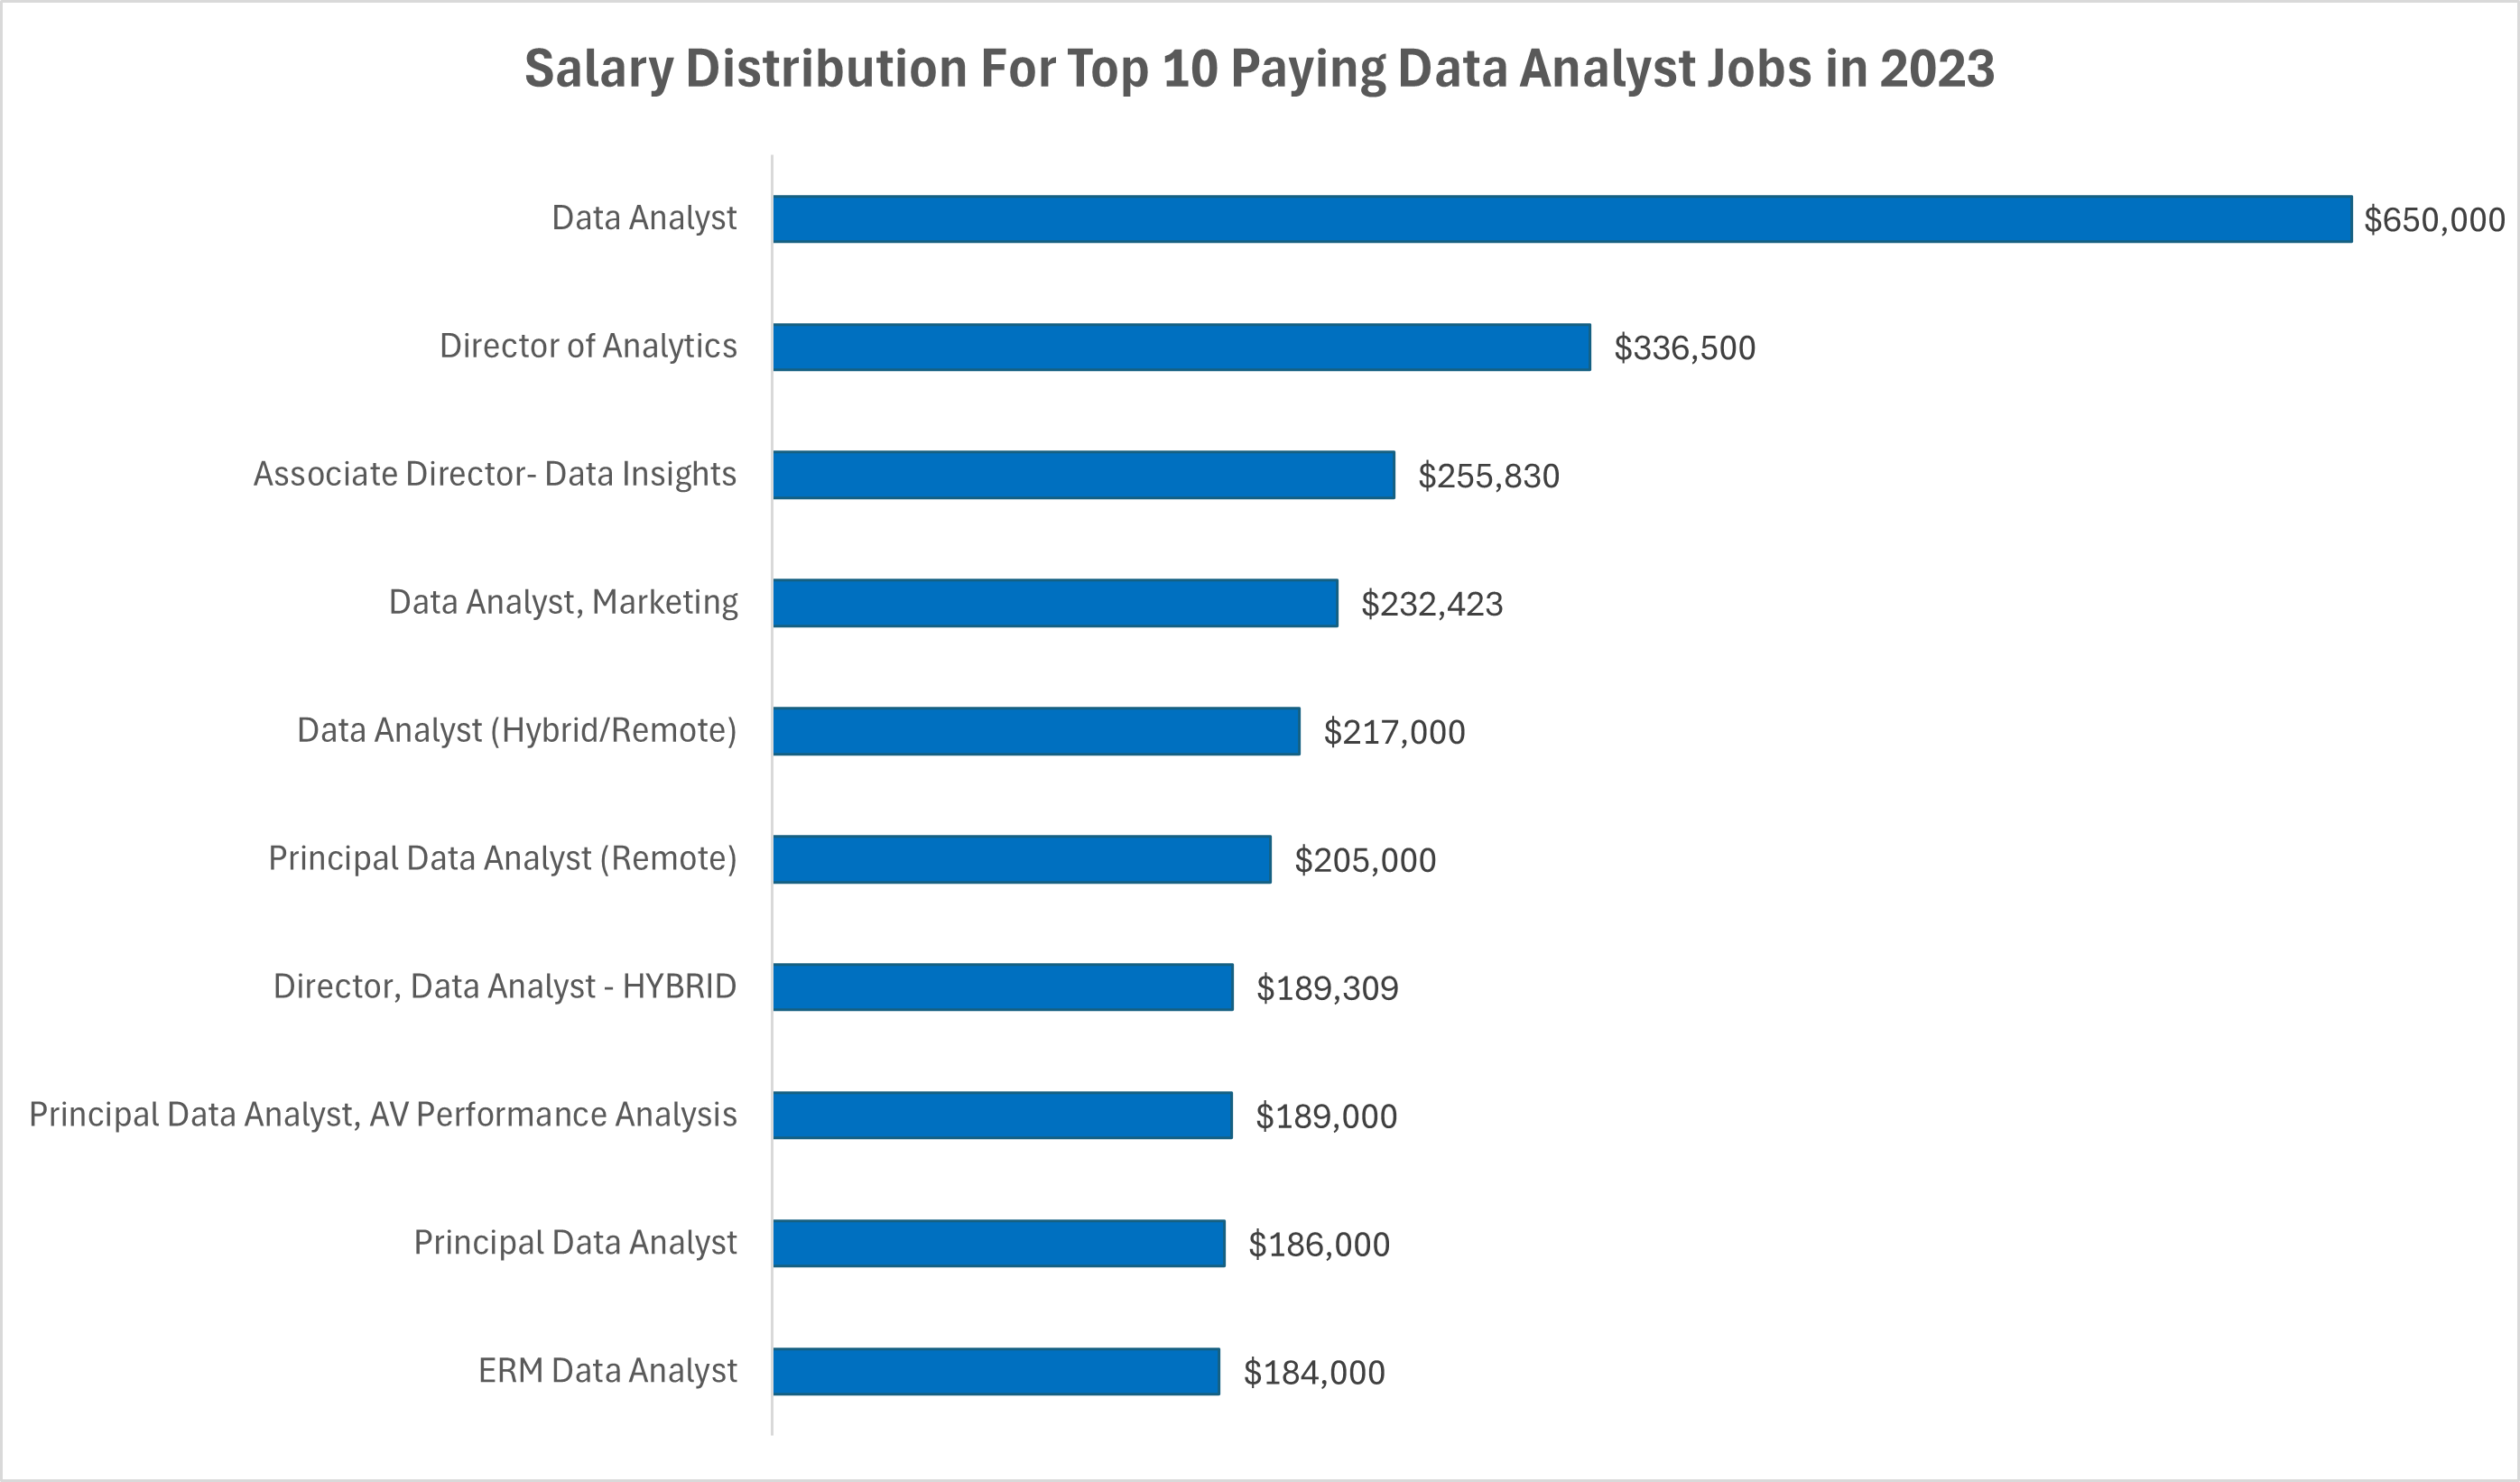 Salary Distribution For Top 10 Paying Data Analyst Jobs in 2023
Data Analyst $650,000
Director of Analytics $336,500
Associate Director- Data Insights $255,830
Data Analyst, Marketing $232,423
Data Analyst (Hybrid/Remote) $217,000
Principal Data Analyst (Remote) $205,000
Director, Data Analyst - HYBRID $189,309
Principal Data Analyst, AV Performance Analysis $189,000
Principal Data Analyst $186,000
ERM Data Analyst $184,000